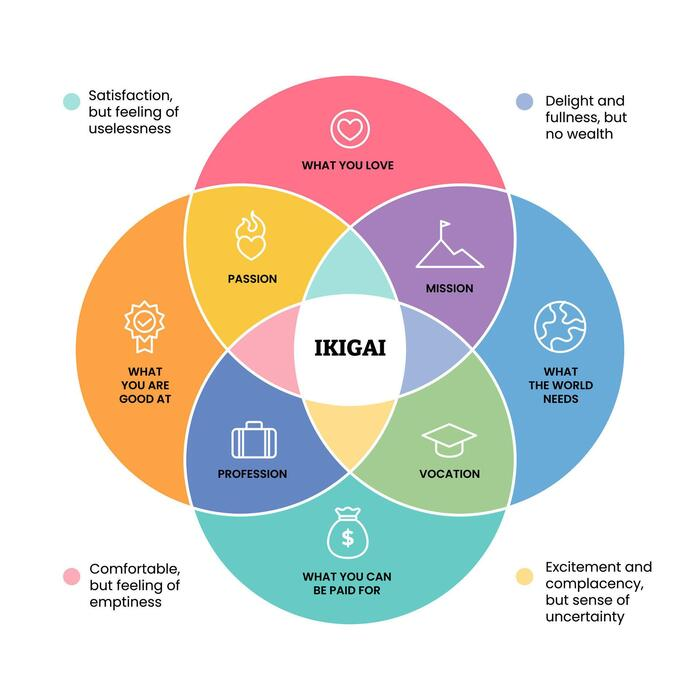 Satisfaction,
but feeling of
uselessness
Delight and
fullness, but
no wealth
WHAT YOU LOVE
PASSION
MISSION
IKIGAI
WHAT
YOU ARE
GOOD AT
WHAT
THE WORLD
NEEDS
PROFESSION
VOCATION
$
WHAT YOU CAN
BE PAID FOR
Comfortable,
but feeling of
emptiness
Excitement and
complacency,
but sense of
uncertainty